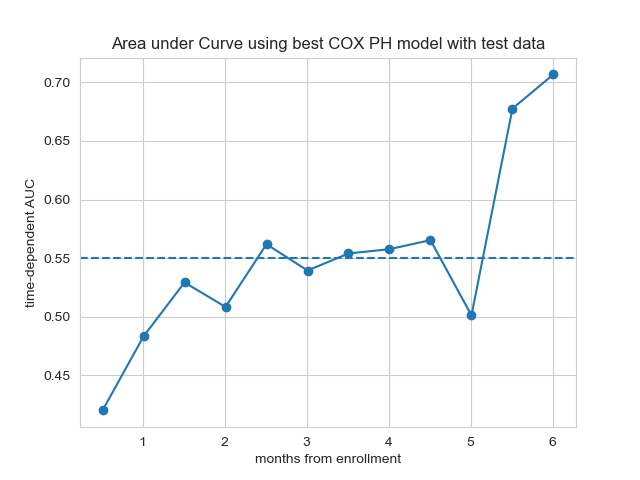 Area under Curve using best COX PH model with test data
time-dependent AUC
0.70
0.65
0.60
0.55
0.50
0.45
1 2 3 4 5 6
months from enrollment